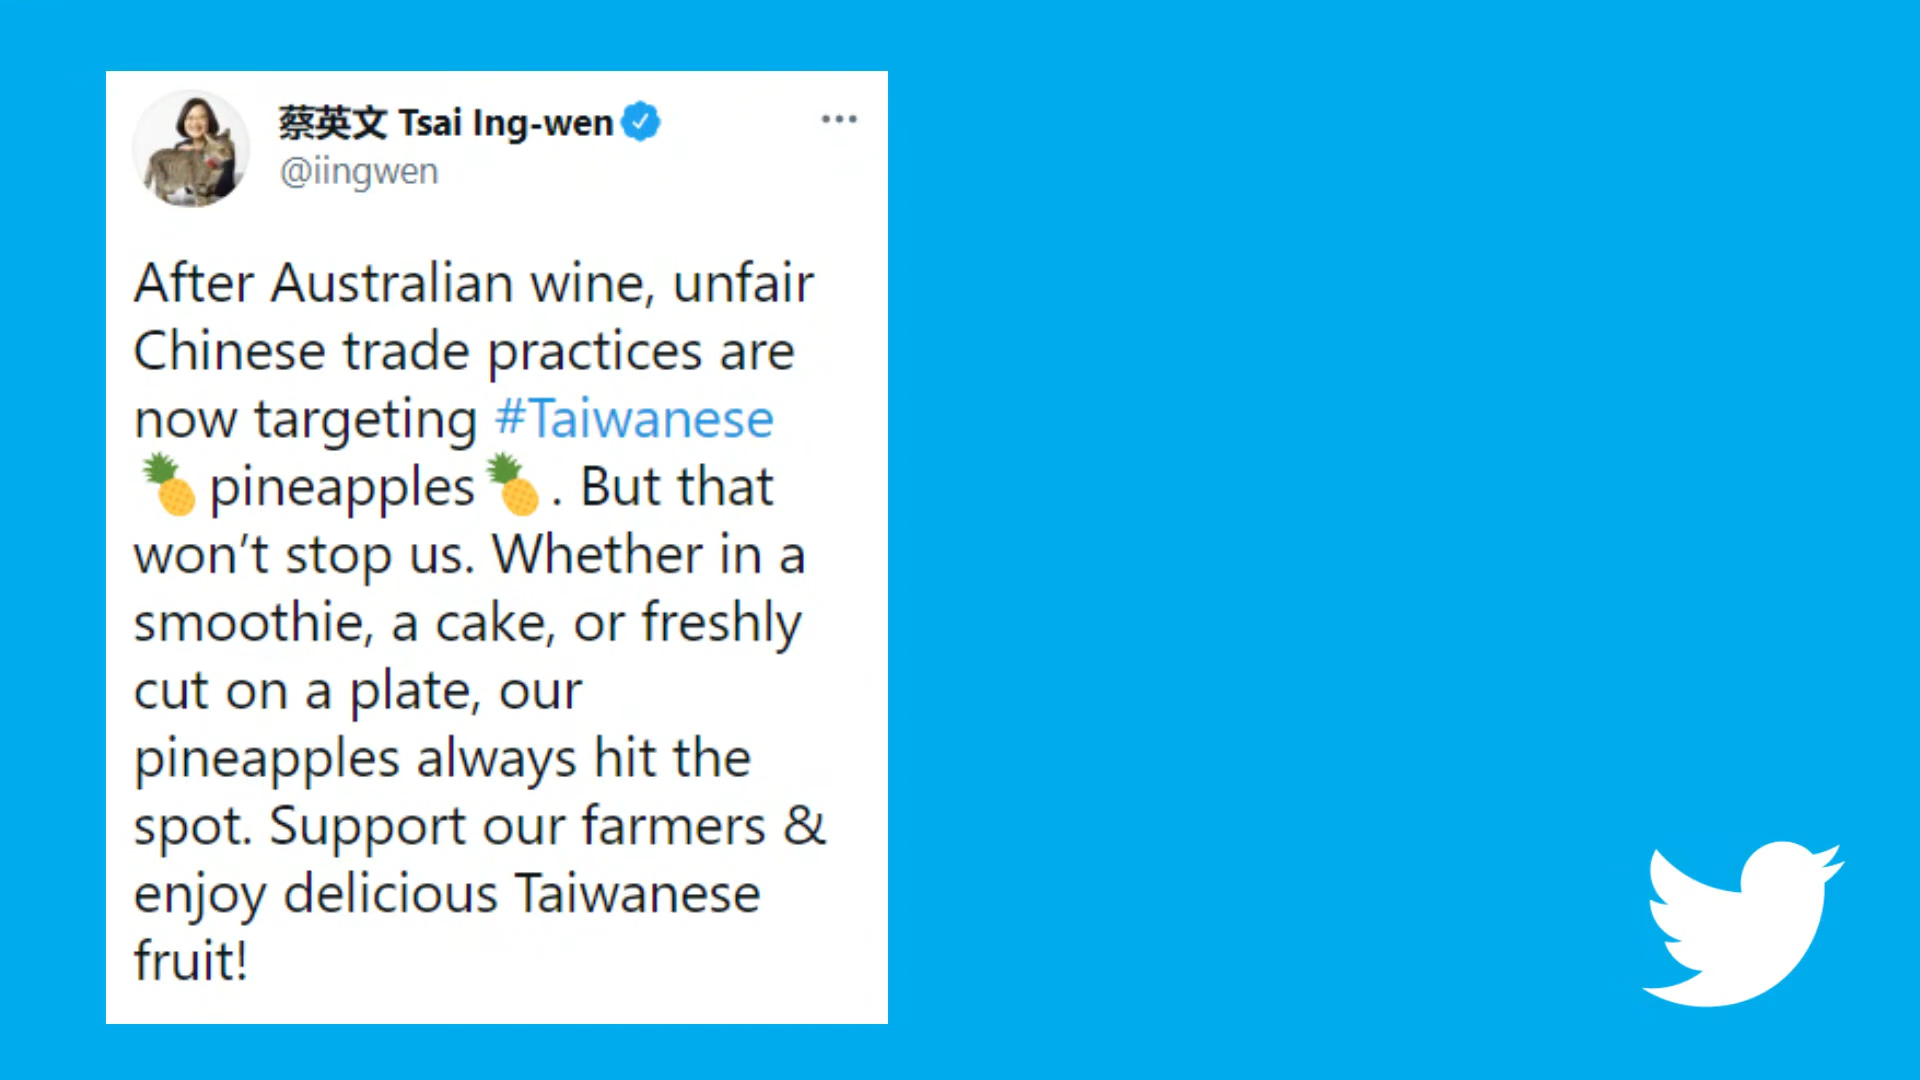 蔡英文 Tsai Ing-wen
@iingwen
After Australian wine, unfair
Chinese trade practices are
now targeting #Taiwanese
🍍pineapples🍍. But that
won’t stop us. Whether in a
smoothie, a cake, or freshly
cut on a plate, our
pineapples always hit the
spot. Support our farmers &
enjoy delicious Taiwanese
fruit!